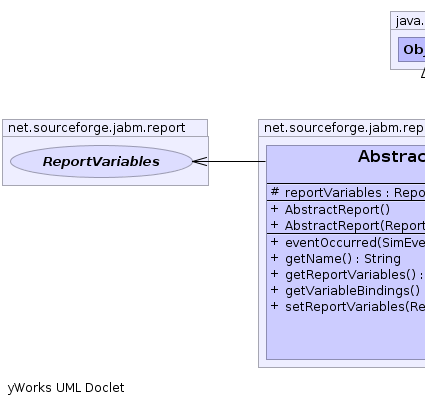 java.
Obj
net.sourceforge.jabm.report
ReportVariables
net.sourceforge.jabm.rep
Abstrac
# reportVariables : Repo
+ AbstractReport()
+ AbstractReport(Report
+ eventOccurred(SimEve
+ getName() : String
+ getReportVariables() :
+ getVariableBindings()
+ setReportVariables(Re
yWorks UML Doclet